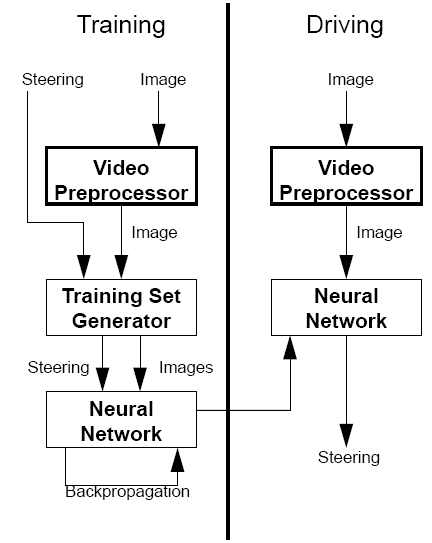 Training
Driving
Steering
Image
Image
Video
Preprocessor
Video
Preprocessor
Image
Image
Training Set
Generator
Neural
Network
Steering
Images
Neural
Network
Steering
Backpropagation